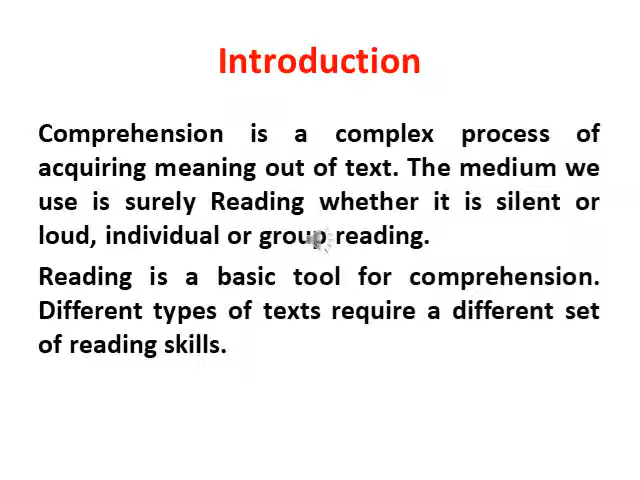 Introduction
Comprehension is a complex process of
acquiring meaning out of text. The medium we
use is surely Reading whether it is silent or
loud, individual or group reading.
Reading is a basic tool for comprehension.
Different types of texts require a different set
of reading skills.